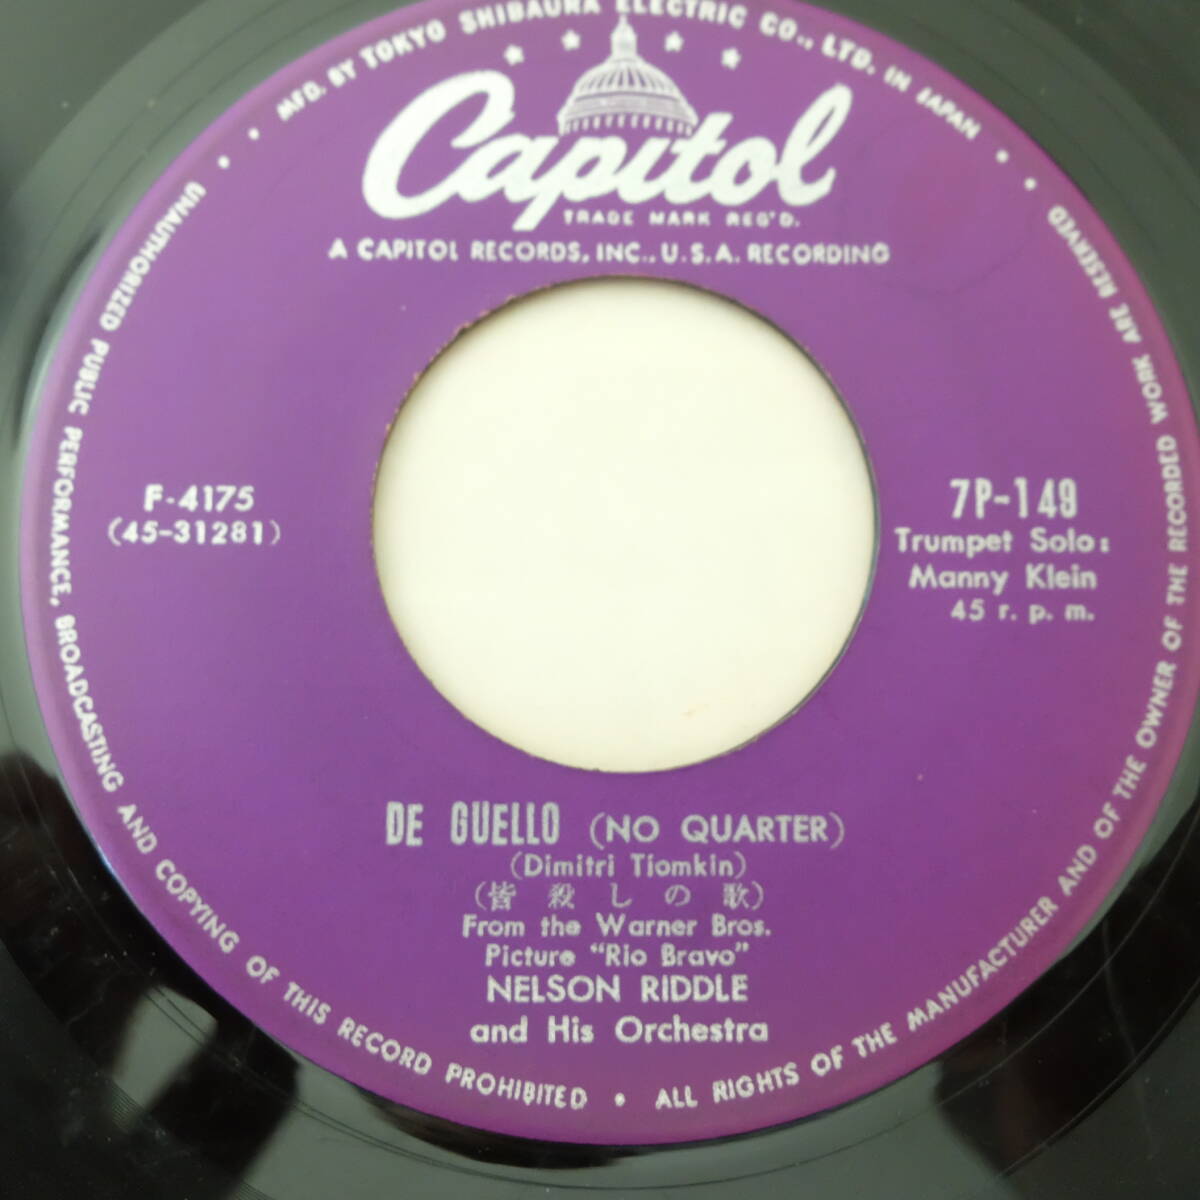 MFD. BY TOKYO SHIBAURA ELECTRIC CO., LTD. IN JAPAN
Capitol
TRADE MARK REG'D.
A CAPITOL RECORDS, INC., U.S.A. RECORDING
F-4175
(45-31281)
7P-149
Trumpet Solo:
Manny Klein
45 r. p. m.
DE GUELLO (NO QUARTER)
(Dimitri Tiomkin)
(皆殺しの歌)
From the Warner Bros.
Picture "Rio Bravo"
NELSON RIDDLE
and His Orchestra
UNAUTHORIZED PUBLIC PERFORMANCE, BROADCASTING AND COPYING OF THIS RECORD PROHIBITED • ALL RIGHTS OF THE MANUFACTURER AND OF THE OWNER OF THE RECORDED WORK ARE RESERVED